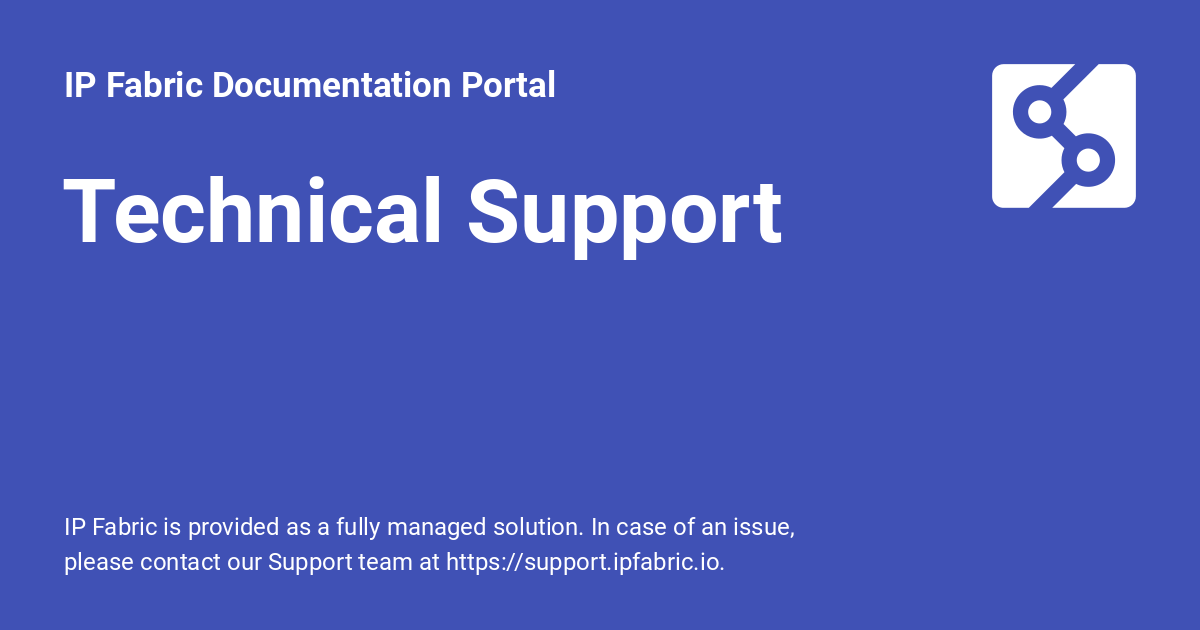 IP Fabric Documentation Portal
Technical Support
IP Fabric is provided as a fully managed solution. In case of an issue,
please contact our Support team at https://support.ipfabric.io.